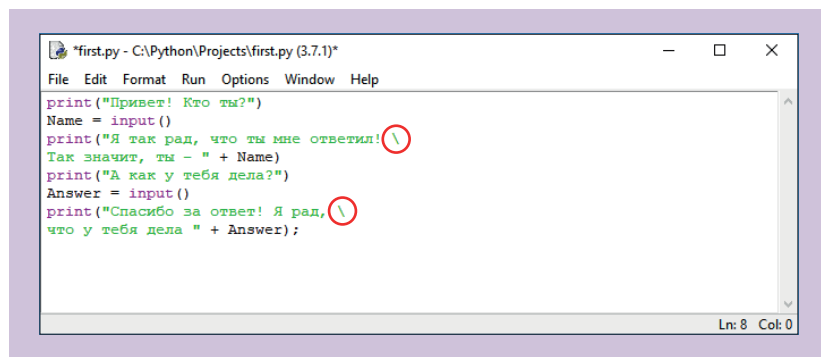 *first.py - C:\Python\Projects\first.py (3.7.1)*
File Edit Format Run Options Window Help
print("Привет! Кто ты?")
Name = input()
print("Я так рад, что ты мне ответил! \
Так значит, ты - " + Name)
print("А как у тебя дела?")
Answer = input()
print("Спасибо за ответ! Я рад, \
что у тебя дела " + Answer);
Ln: 8 Col: 0